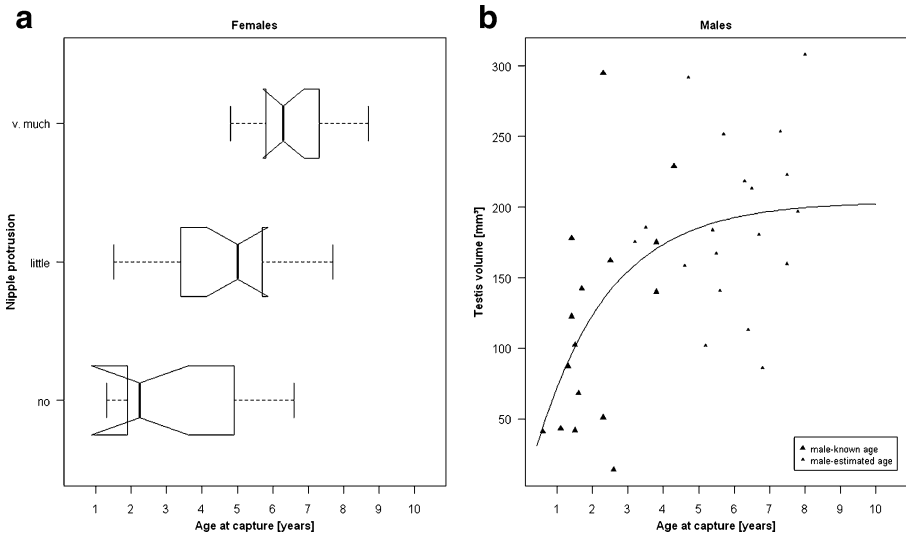 a
Females
Nipple protrusion
v. much
little
no
1 2 3 4 5 6 7 8 9 10
Age at capture [years]
b
Males
Testis volume [mm³]
300
250
200
150
100
50
male-known age
male-estimated age
1 2 3 4 5 6 7 8 9 10
Age at capture [years]